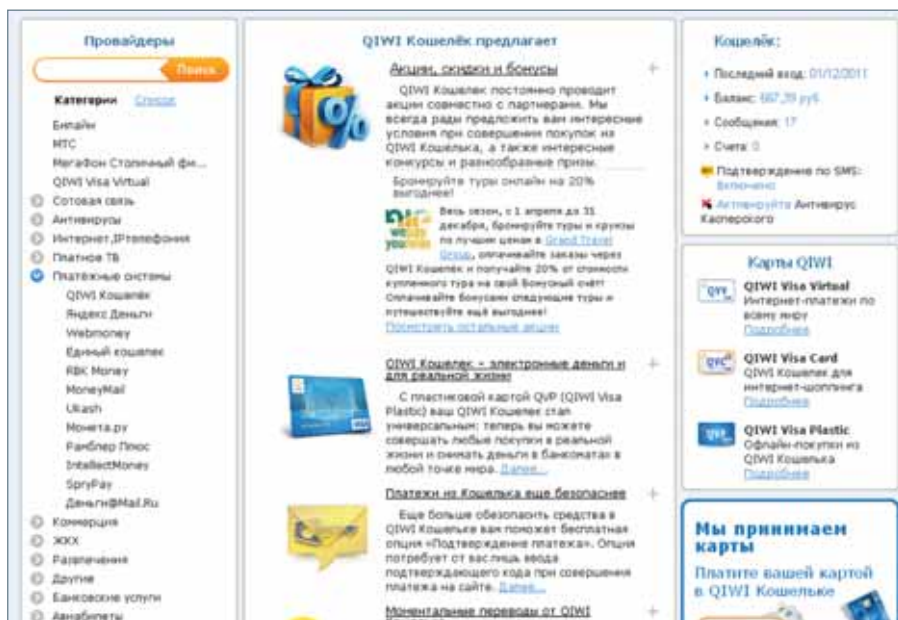 Провайдеры
Поиск
Категории Список
Билайн
МТС
МегаФон Столичный фи...
QIWI Visa Virtual
Сотовая связь
Антивирусы
Интернет,IPтелефония
Платное ТВ
Платёжные системы
QIWI Кошелёк
Яндекс Деньги
Webmoney
Единый кошелек
RBK Money
MoneyMail
Ukash
Монета.ру
Рамблер Плюс
IntellectMoney
SpryPay
Деньги@Mail.Ru
Коммерция
ЖКХ
Развлечения
Другие
Банковские услуги
Авиабилеты
QIWI Кошелёк предлагает
Акции, скидки и бонусы
QIWI Кошелек постоянно проводит
акции совместно с партнерами. Мы
всегда рады предложить вам интересные
условия при совершении покупок из
QIWI Кошелька, а также интересные
конкурсы и разнообразные призы.
Бронируйте туры онлайн на 20%
выгоднее!
Весь сезон, с 1 апреля до 31
декабря, бронируйте туры и круизы
по лучшим ценам в Grand Travel
Group, оплачивайте заказы через
QIWI Кошелек и получайте 20% от стоимости
купленного тура на свой бонусный счёт!
Оплачивайте бонусами следующие туры и
путешествуйте ещё выгоднее!
Посмотреть остальные акции
QIWI Кошелек – электронные деньги и
для реальной жизни
С пластиковой картой QVP (QIWI Visa
Plastic) ваш QIWI Кошелек стал
универсальным: теперь вы можете
совершать любые покупки в реальной
жизни и снимать деньги в банкоматах в
любой точке мира. Далее...
VISA
Платежи из Кошелька еще безопаснее
Еще больше обезопасить средства в
QIWI Кошельке вам поможет бесплатная
опция «Подтверждение платежа». Опция
потребует от вас лишь ввода
подтверждающего кода при совершении
платежа на сайте. Далее...
Моментальные переводы от QIWI
Кошелёк:
Последний вход: 01/12/2011
Баланс: 667,39 руб
Сообщения: 17
Счета: 0
Подтверждение по SMS:
Включено
Активируйте Антивирус
Касперского
Карты QIWI
QVV
QIWI Visa Virtual
Интернет-платежи по
всему миру
Подробнее
QVC
QIWI Visa Card
QIWI Кошелек для
интернет-шоппинга
Подробнее
QVP
QIWI Visa Plastic
Офлайн-покупки из
QIWI Кошелька
Подробнее
Мы принимаем
карты
Платите вашей картой
в QIWI Кошельке